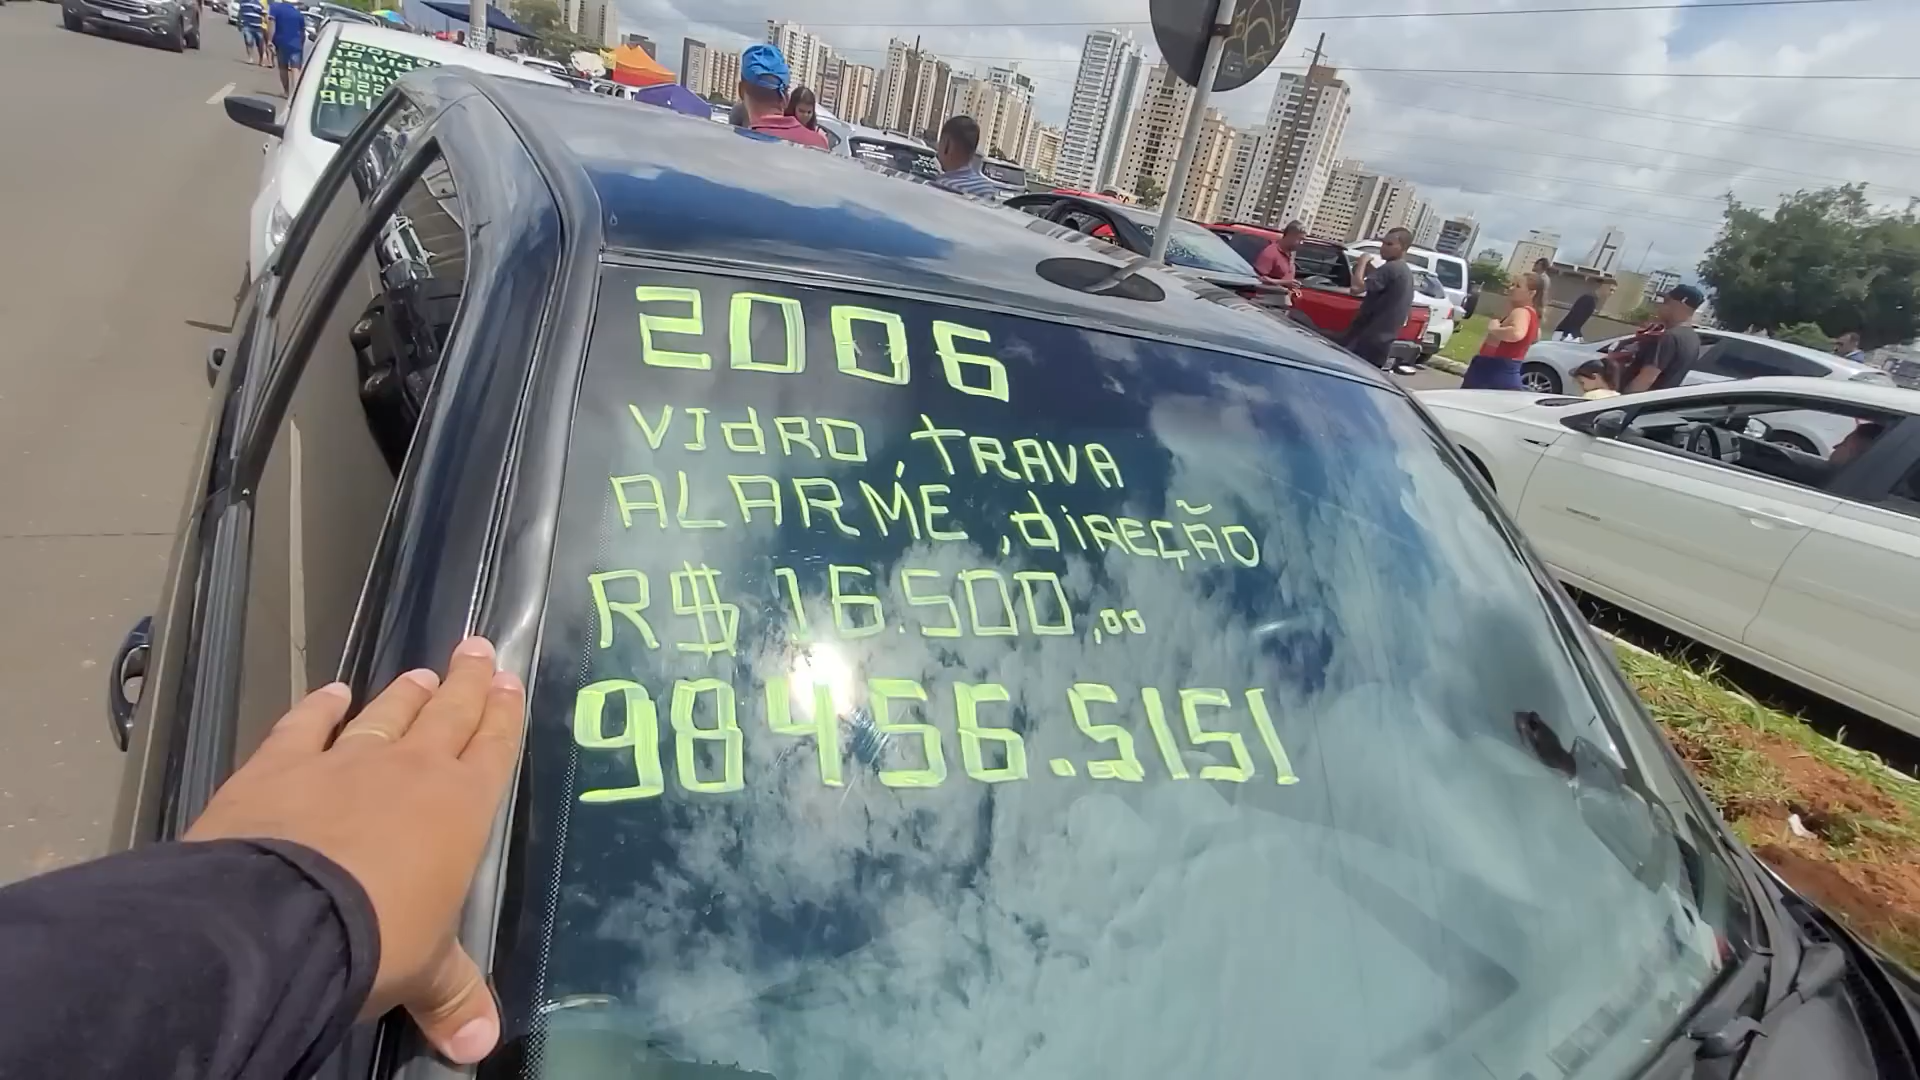 2006
VIdRO, TRAVA
ALARME, diREÇÃO
R$ 16.500,00
98456.5151